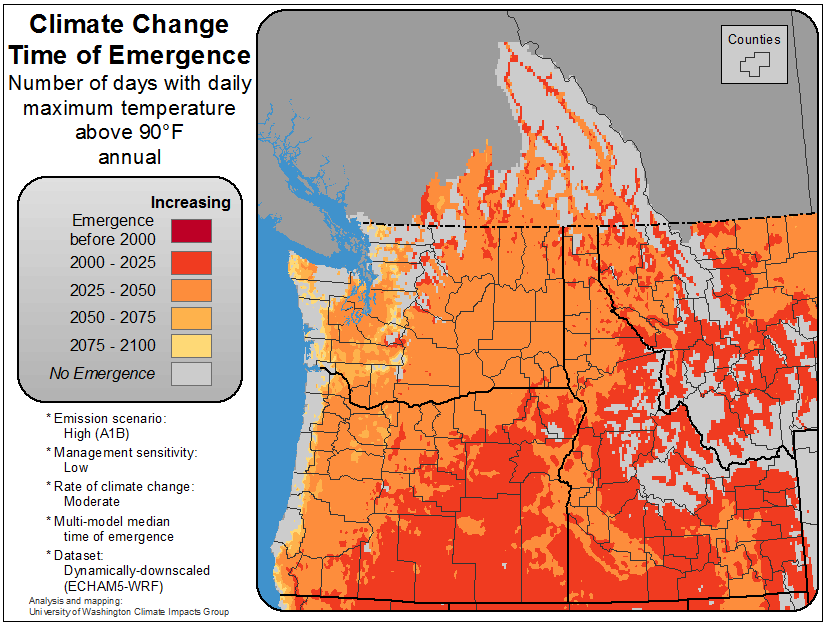 Climate Change
Time of Emergence
Number of days with daily
maximum temperature
above 90°F
annual
Increasing
Emergence
before 2000
2000 - 2025
2025 - 2050
2050 - 2075
2075 - 2100
No Emergence
* Emission scenario:
High (A1B)
* Management sensitivity:
Low
* Rate of climate change:
Moderate
* Multi-model median
time of emergence
* Dataset:
Dynamically-downscaled
(ECHAM5-WRF)
Analysis and mapping:
University of Washington Climate Impacts Group
Counties